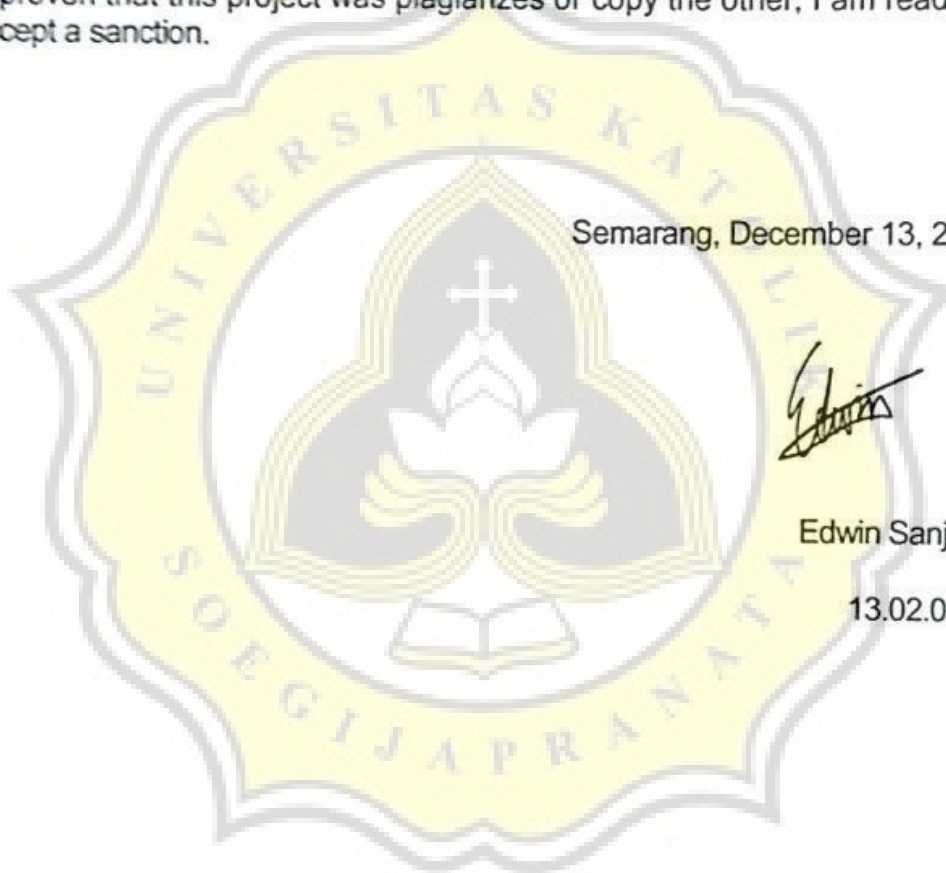 proven that this project was plagiarizes or copy the other, I am read
cept a sanction.
UNIVERSITAS KATOLIK
Semarang, December 13, 2
Edwin
Edwin Sanj
13.02.0
SOEGIJAPRANATA